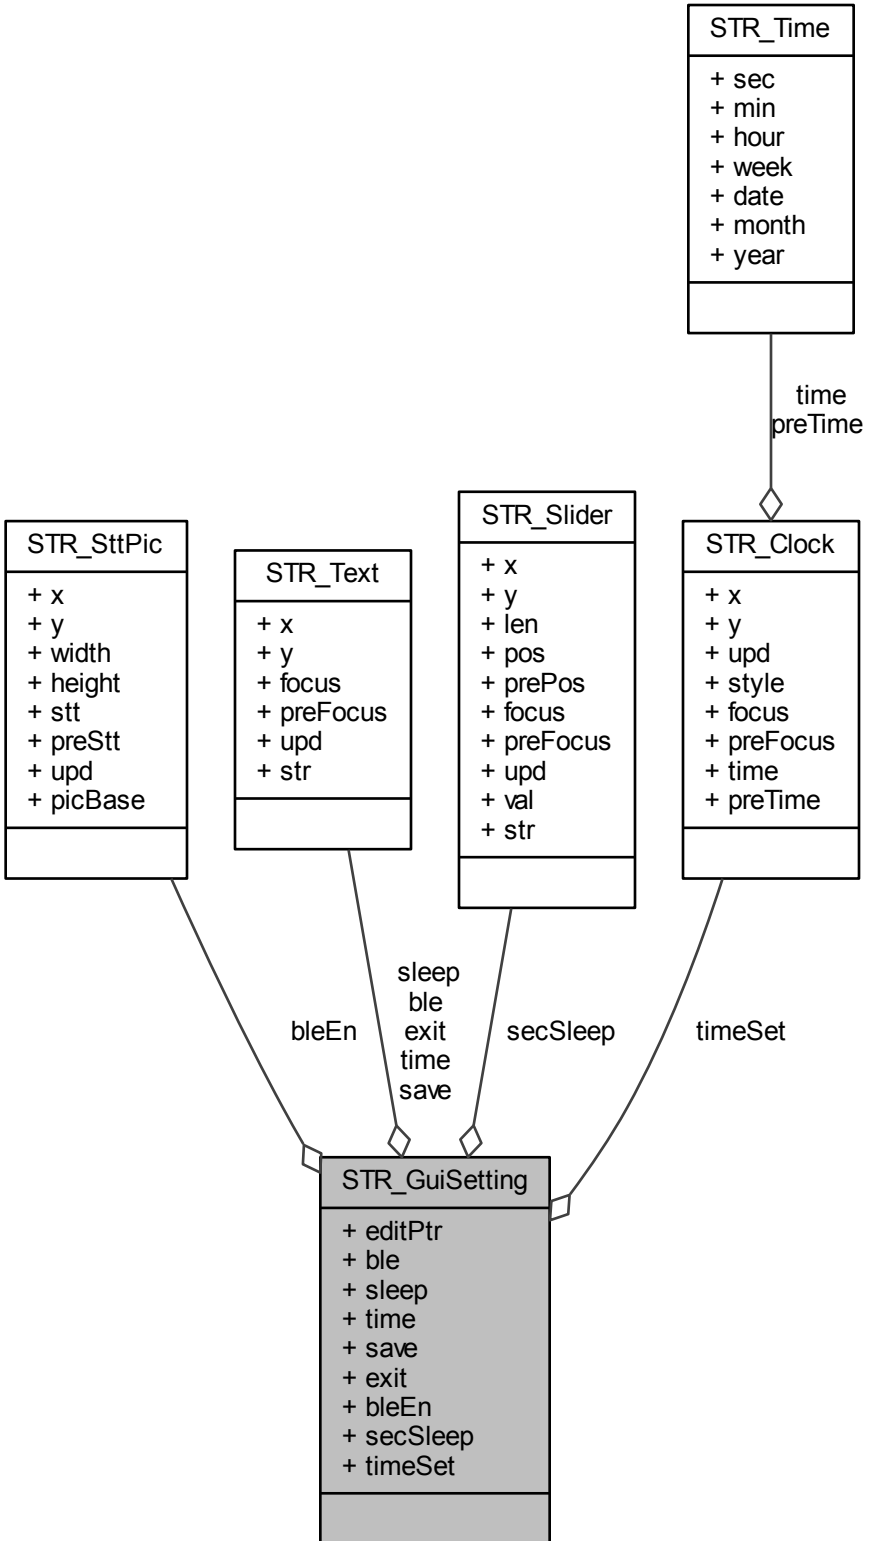 STR_Time
+ sec
+ min
+ hour
+ week
+ date
+ month
+ year
time
preTime
STR_SttPic
+ x
+ y
+ width
+ height
+ stt
+ preStt
+ upd
+ picBase
STR_Text
+ x
+ y
+ focus
+ preFocus
+ upd
+ str
STR_Slider
+ x
+ y
+ len
+ pos
+ prePos
+ focus
+ preFocus
+ upd
+ val
+ str
STR_Clock
+ x
+ y
+ upd
+ style
+ focus
+ preFocus
+ time
+ preTime
bleEn
sleep
ble
exit
time
save
secSleep
timeSet
STR_GuiSetting
+ editPtr
+ ble
+ sleep
+ time
+ save
+ exit
+ bleEn
+ secSleep
+ timeSet